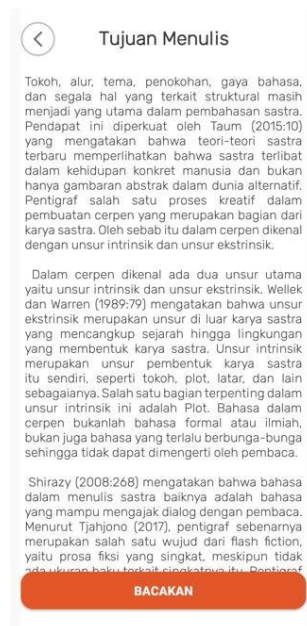 Tujuan Menulis
Tokoh, alur, tema, penokohan, gaya bahasa,
dan segala hal yang terkait struktural masih
menjadi yang utama dalam pembahasan sastra.
Pendapat ini diperkuat oleh Taum (2015:10)
yang mengatakan bahwa teori-teori sastra
terbaru memperlihatkan bahwa sastra terlibat
dalam kehidupan konkret manusia dan bukan
hanya gambaran abstrak dalam dunia alternatif.
Pentigraf salah satu proses kreatif dalam
pembuatan cerpen yang merupakan bagian dari
karya sastra. Oleh sebab itu dalam cerpen dikenal
dengan unsur intrinsik dan unsur ekstrinsik.
Dalam cerpen dikenal ada dua unsur utama
yaitu unsur intrinsik dan unsur ekstrinsik. Wellek
dan Warren (1989:79) mengatakan bahwa unsur
ekstrinsik merupakan unsur di luar karya sastra
yang mencangkup sejarah hingga lingkungan
yang membentuk karya sastra. Unsur intrinsik
merupakan unsur pembentuk karya sastra
itu sendiri, seperti tokoh, plot, latar, dan lain
sebagaianya. Salah satu bagian terpenting dalam
unsur intrinsik ini adalah Plot. Bahasa dalam
cerpen bukanlah bahasa formal atau ilmiah,
bukan juga bahasa yang terlalu berbunga-bunga
sehingga tidak dapat dimengerti oleh pembaca.
Shirazy (2008:268) mengatakan bahwa bahasa
dalam menulis sastra baiknya adalah bahasa
yang mampu mengajak dialog dengan pembaca.
Menurut Tjahjono (2017), pentigraf sebenarnya
merupakan salah satu wujud dari flash fiction,
yaitu prosa fiksi yang singkat, meskipun tidak
ada ukuran baku terkait singkatnya itu. Pentigraf
BACAKAN